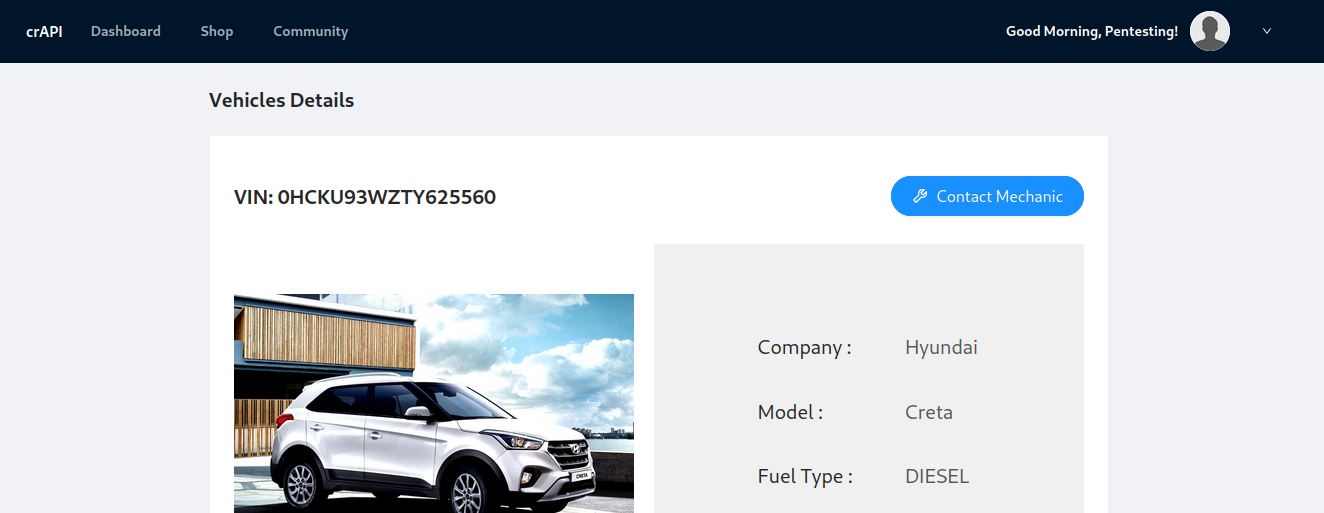 crAPI Dashboard Shop Community Good Morning, Pentesting!
Vehicles Details
VIN: 0HCKU93WZTY625560 Contact Mechanic
Company : Hyundai
Model : Creta
Fuel Type : DIESEL
CRETA